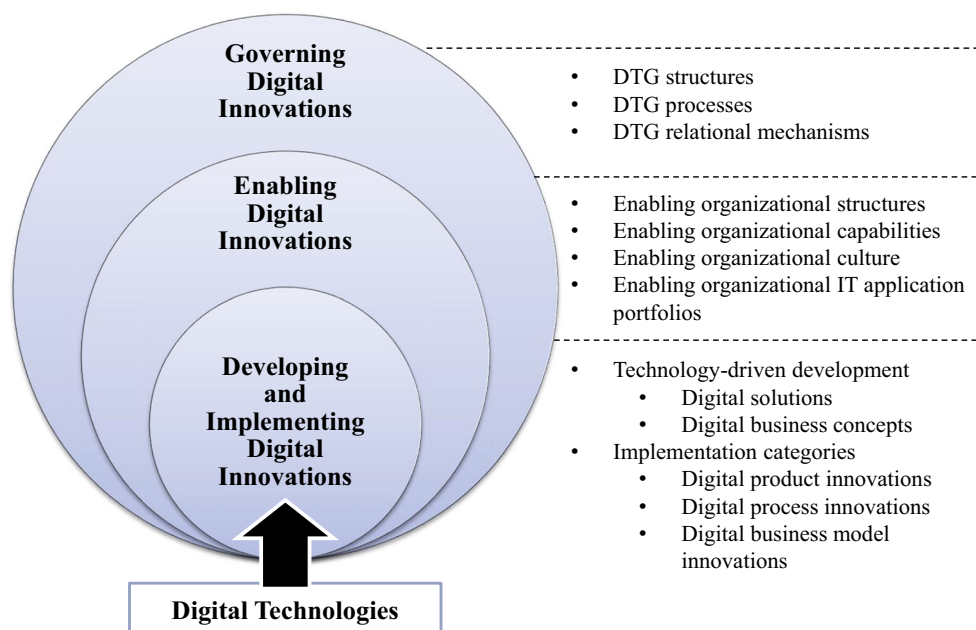 Governing
Digital
Innovations
• DTG structures
• DTG processes
• DTG relational mechanisms
Enabling
Digital
Innovations
• Enabling organizational structures
• Enabling organizational capabilities
• Enabling organizational culture
• Enabling organizational IT application
portfolios
Developing
and
Implementing
Digital
Innovations
• Technology-driven development
• Digital solutions
• Digital business concepts
• Implementation categories
• Digital product innovations
• Digital process innovations
• Digital business model
innovations
Digital Technologies